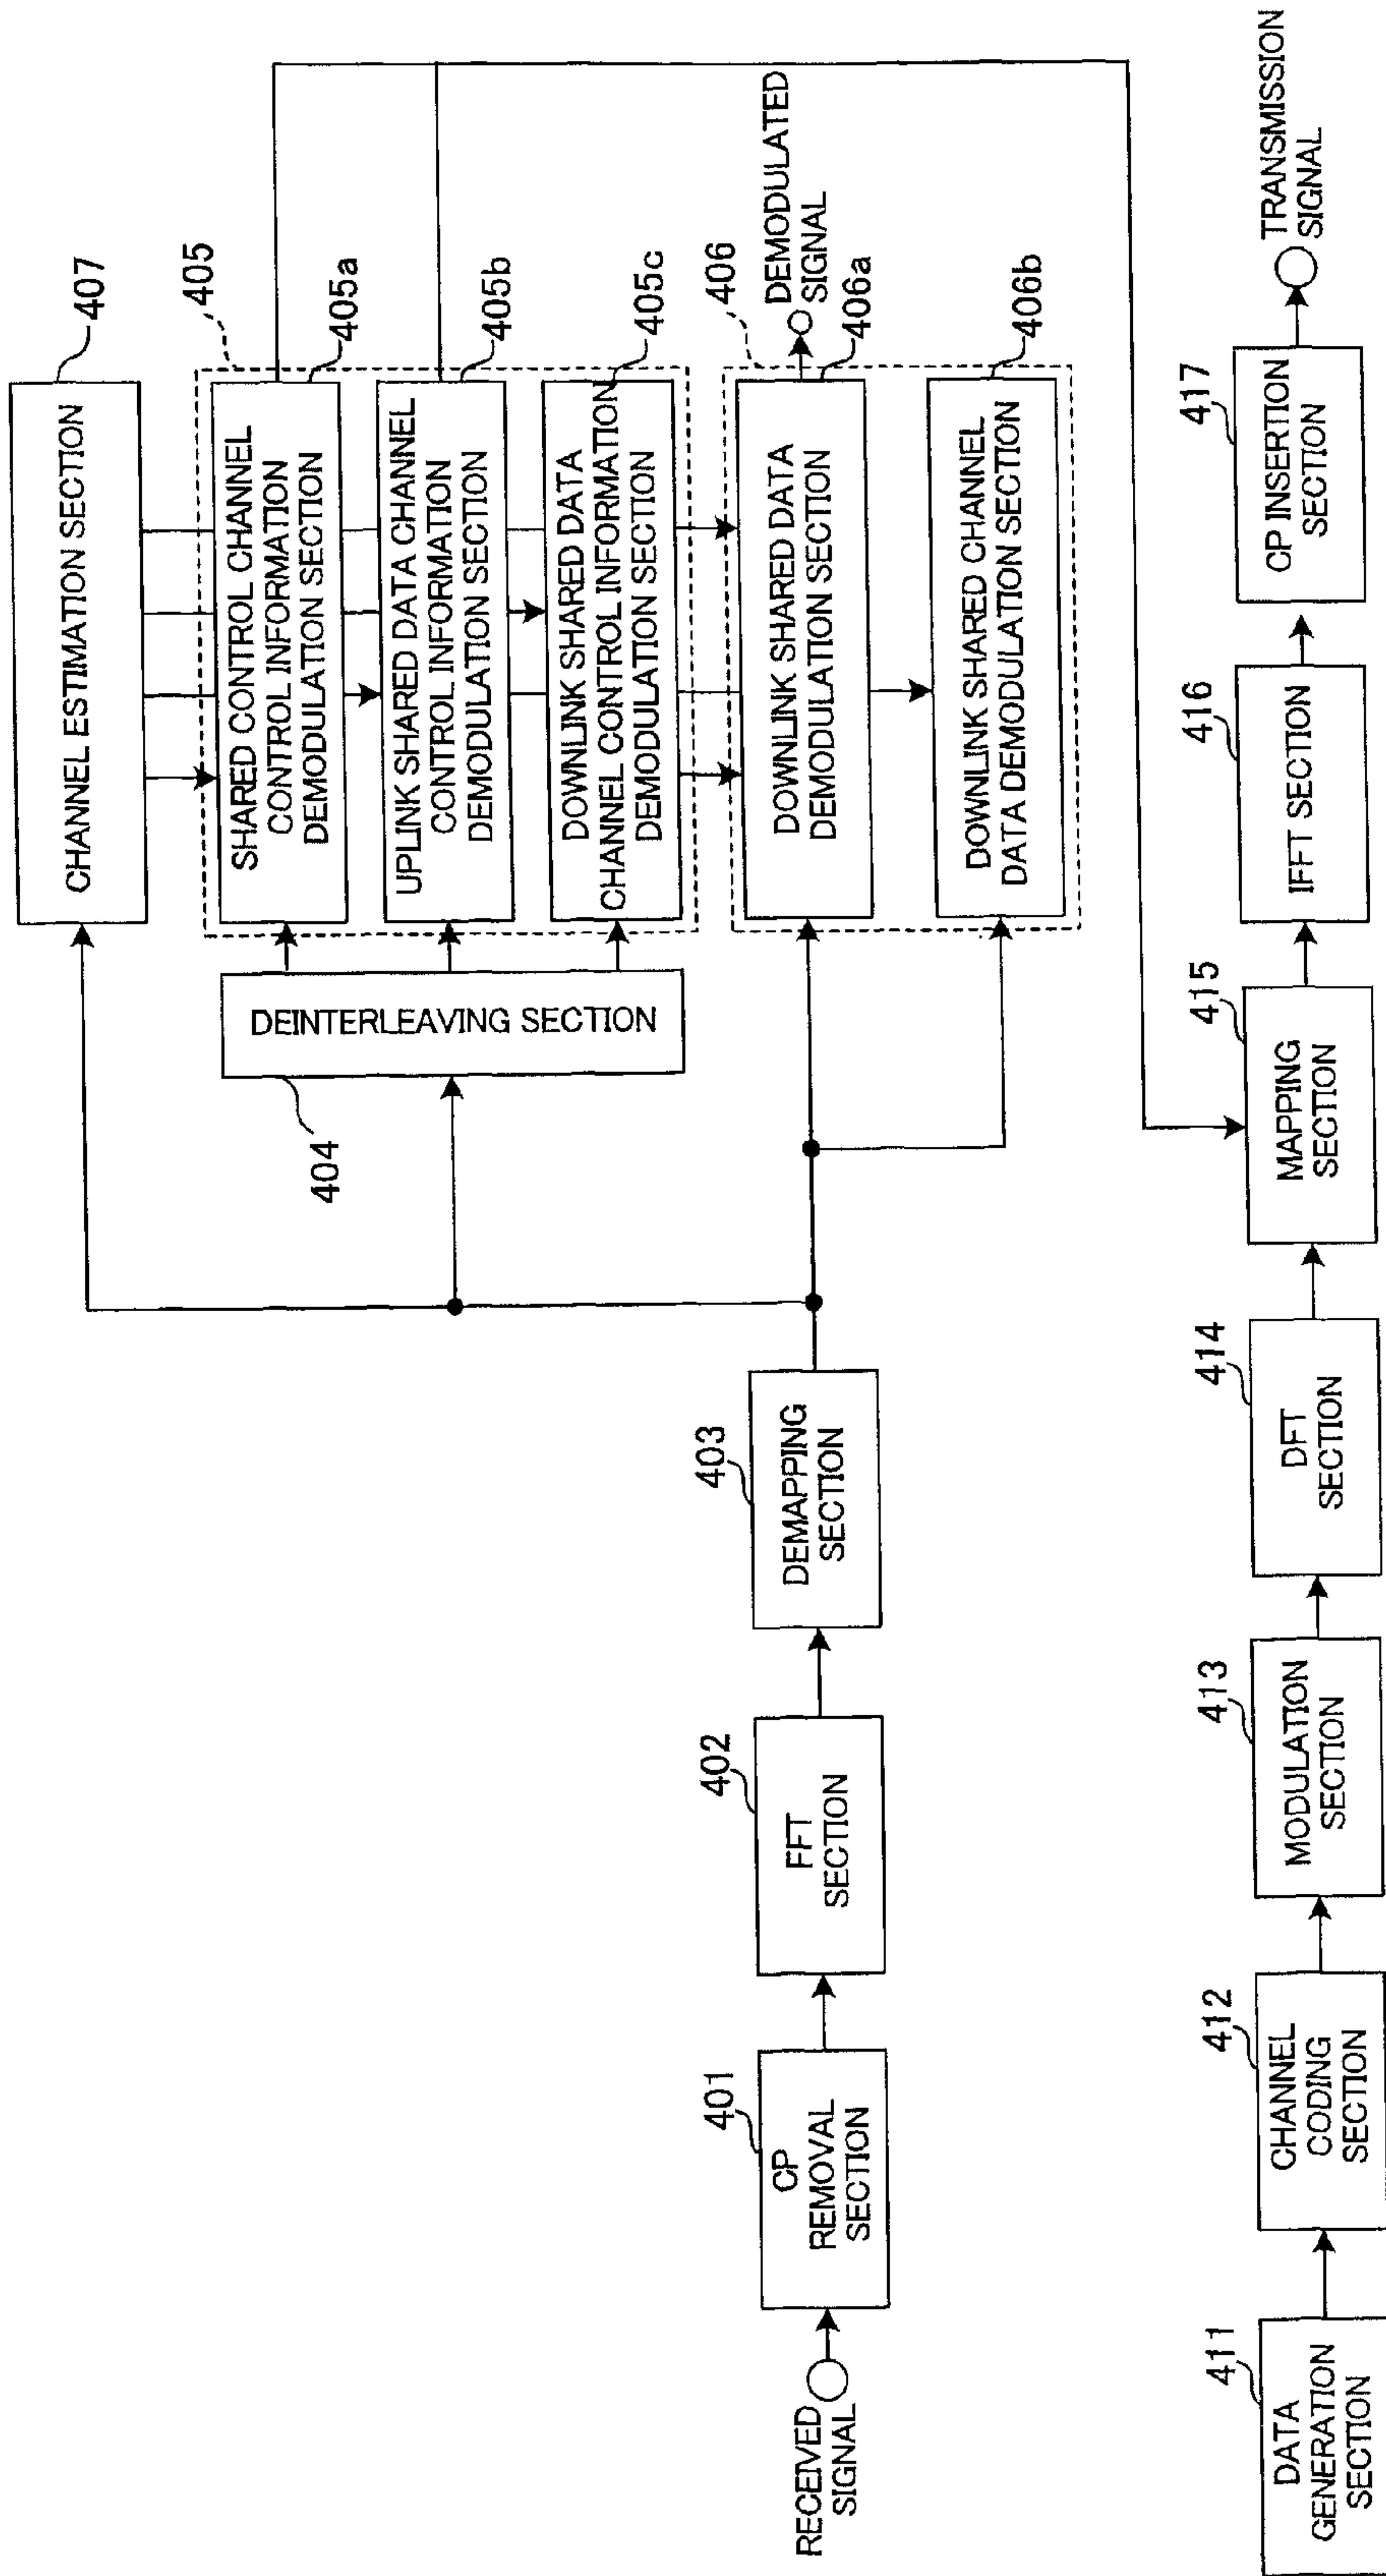 407
CHANNEL ESTIMATION SECTION
405
SHARED CONTROL CHANNEL
CONTROL INFORMATION
DEMODULATION SECTION
405a
UPLINK SHARED DATA CHANNEL
CONTROL INFORMATION
DEMODULATION SECTION
405b
DOWNLINK SHARED DATA
CHANNEL CONTROL INFORMATION
DEMODULATION SECTION
405c
DEINTERLEAVING SECTION
404
406
DOWNLINK SHARED DATA
DEMODULATION SECTION
406a
DEMODULATED
SIGNAL
DOWNLINK SHARED CHANNEL
DATA DEMODULATION SECTION
406b
RECEIVED
SIGNAL
401
CP
REMOVAL
SECTION
402
FFT
SECTION
403
DEMAPPING
SECTION
411
DATA
GENERATION
SECTION
412
CHANNEL
CODING
SECTION
413
MODULATION
SECTION
414
DFT
SECTION
415
MAPPING
SECTION
416
IFFT SECTION
417
CP INSERTION
SECTION
TRANSMISSION
SIGNAL